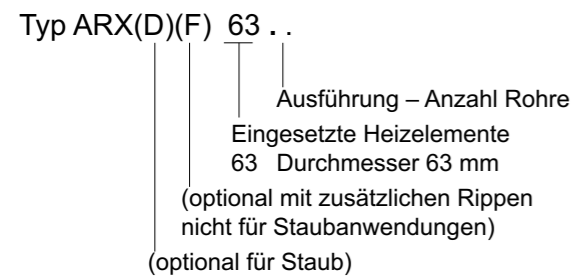 Typ ARX(D)(F) 63 . .
Ausführung – Anzahl Rohre
Eingesetzte Heizelemente
63 Durchmesser 63 mm
(optional mit zusätzlichen Rippen
nicht für Staubanwendungen)
(optional für Staub)